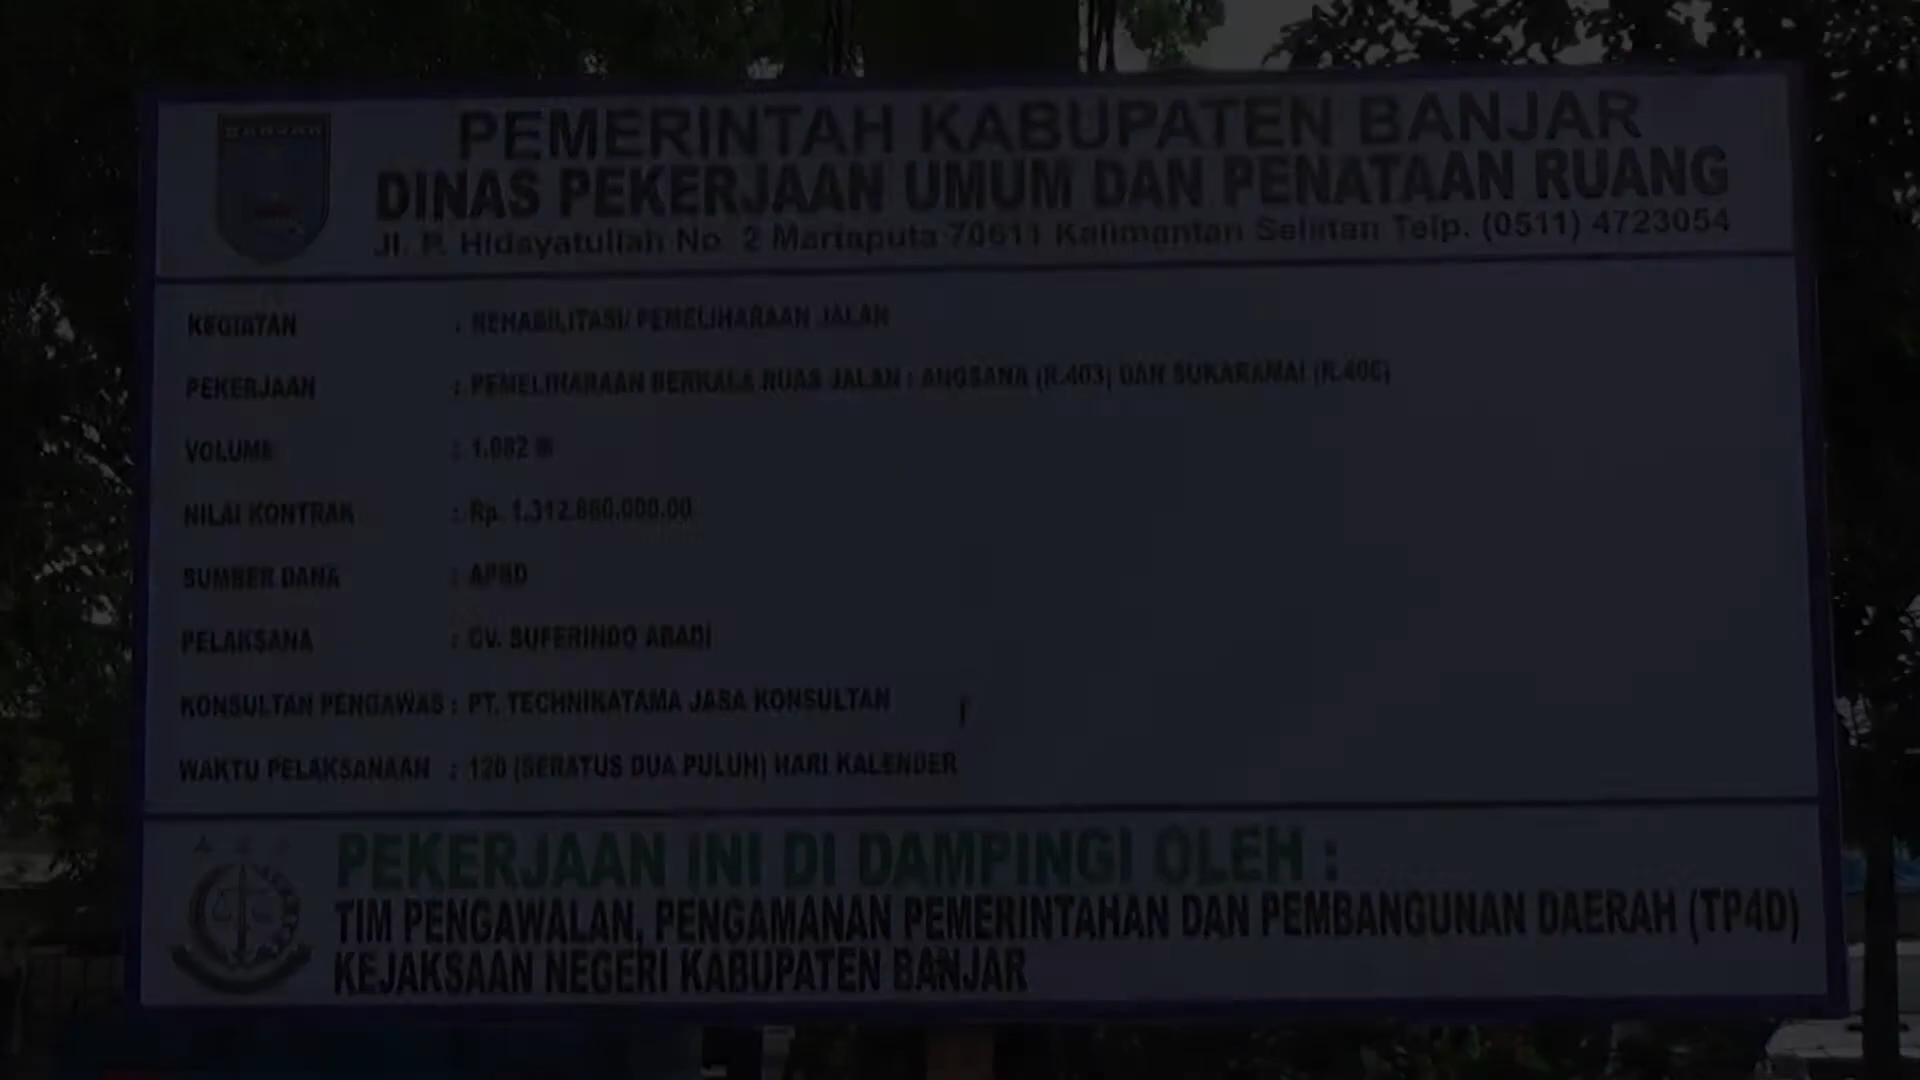 BANJAR
PEMERINTAH KABUPATEN BANJAR
DINAS PEKERJAAN UMUM DAN PENATAAN RUANG
Jl. P. Hidayatullah No. 2 Martapura 70611 Kalimantan Selatan Telp. (0511) 4723054
KEGIATAN : REHABILITASI/ PEMELIHARAAN JALAN
PEKERJAAN : PEMELIHARAAN BERKALA RUAS JALAN : ANGSANA (R.403) DAN SUKARAMAI (R.406)
VOLUME : 1.082 M
NILAI KONTRAK : Rp. 1.312.860.000.00
SUMBER DANA : APBD
PELAKSANA : CV. SUFERINDO ABADI
KONSULTAN PENGAWAS : PT. TECHNIKATAMA JASA KONSULTAN
WAKTU PELAKSANAAN : 120 (SERATUS DUA PULUH) HARI KALENDER
PEKERJAAN INI DI DAMPINGI OLEH :
TIM PENGAWALAN, PENGAMANAN PEMERINTAHAN DAN PEMBANGUNAN DAERAH (TP4D)
KEJAKSAAN NEGERI KABUPATEN BANJAR